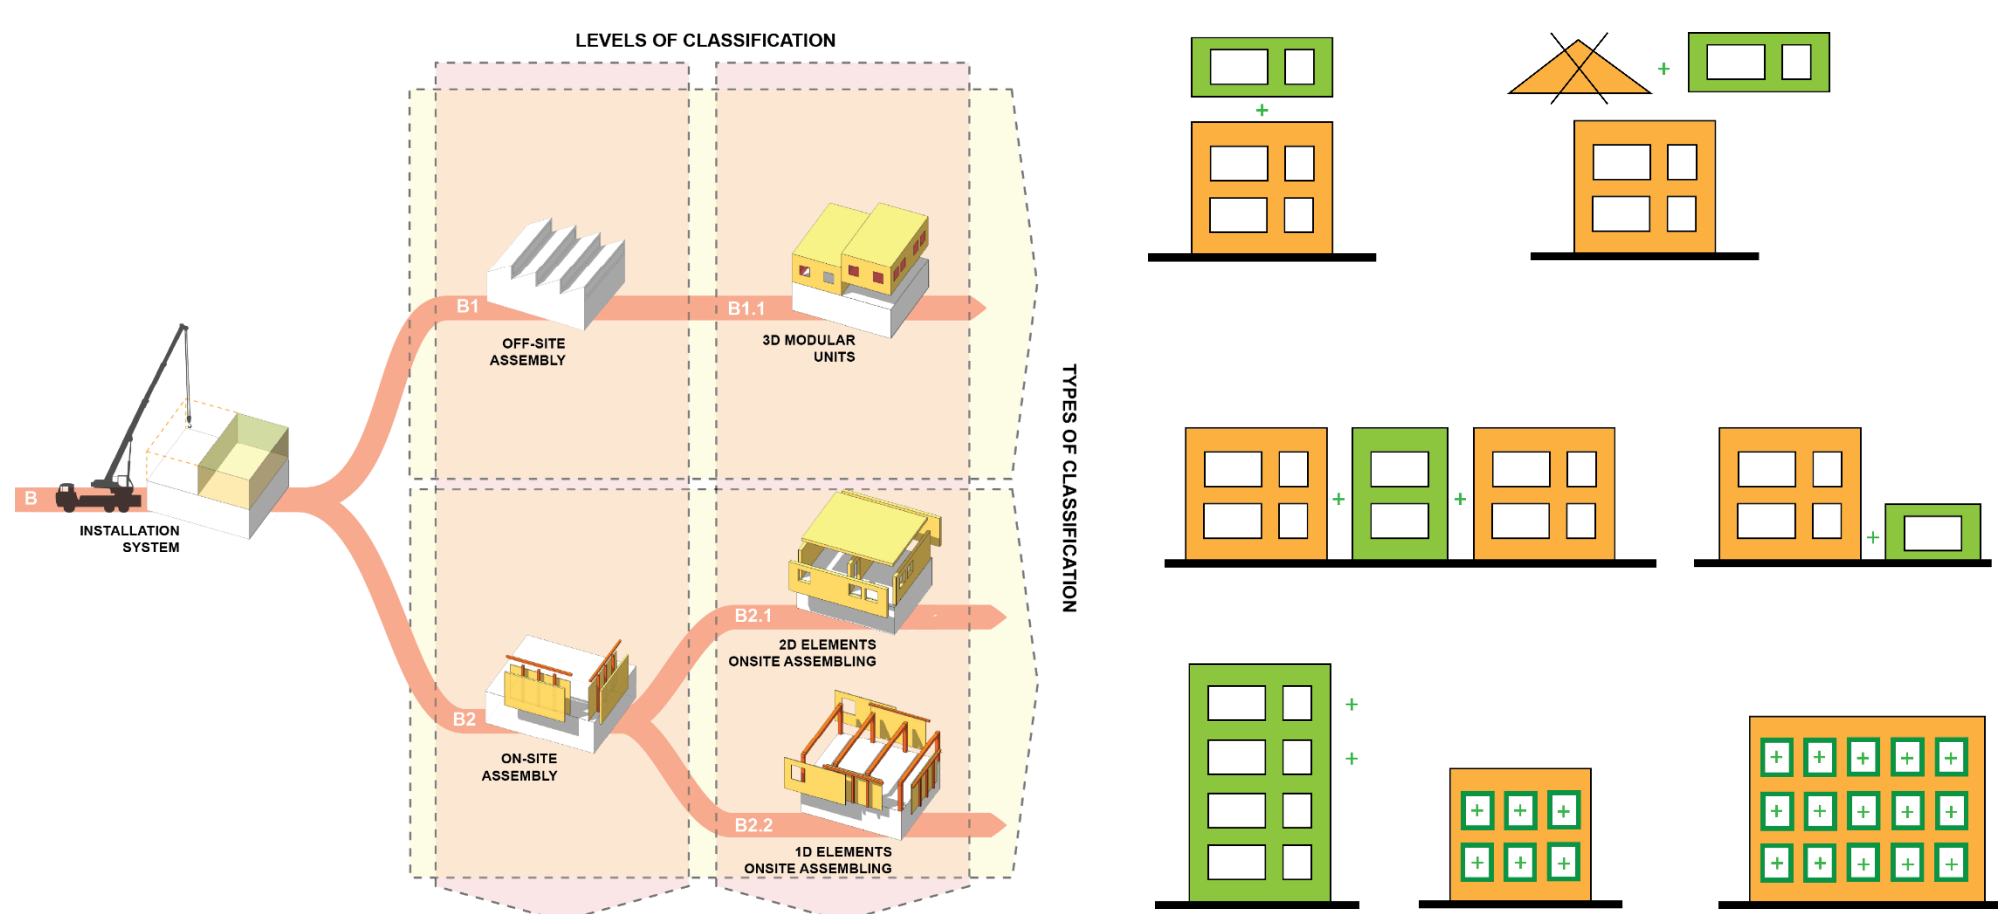 LEVELS OF CLASSIFICATION
B1
OFF-SITE
ASSEMBLY
B1.1
3D MODULAR
UNITS
TYPES OF CLASSIFICATION
B
INSTALLATION
SYSTEM
B2
ON-SITE
ASSEMBLY
B2.1
2D ELEMENTS
ONSITE ASSEMBLING
B2.2
1D ELEMENTS
ONSITE ASSEMBLING
+
+
+ +
+
+
+
+ + +
+ + +
+ + + + +
+ + + + +
+ + + + +